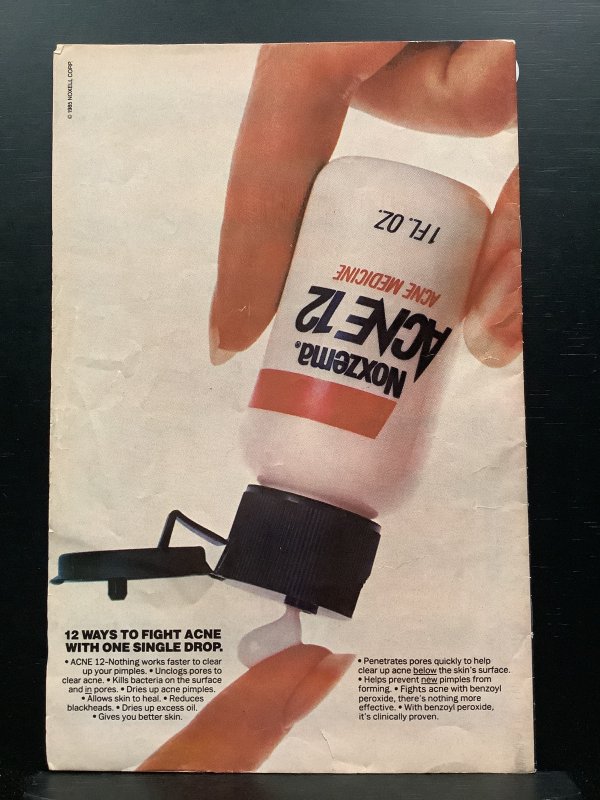 © 1985 NOXELL CORP.
1 FL. OZ.
ACNE MEDICINE
ACNE 12
Noxzema®
12 WAYS TO FIGHT ACNE
WITH ONE SINGLE DROP.
• ACNE 12-Nothing works faster to clear
up your pimples. • Unclogs pores to
clear acne. • Kills bacteria on the surface
and in pores. • Dries up acne pimples.
• Allows skin to heal. • Reduces
blackheads. • Dries up excess oil.
• Gives you better skin.
• Penetrates pores quickly to help
clear up acne below the skin's surface.
• Helps prevent new pimples from
forming. • Fights acne with benzoyl
peroxide, there's nothing more
effective. • With benzoyl peroxide,
it's clinically proven.